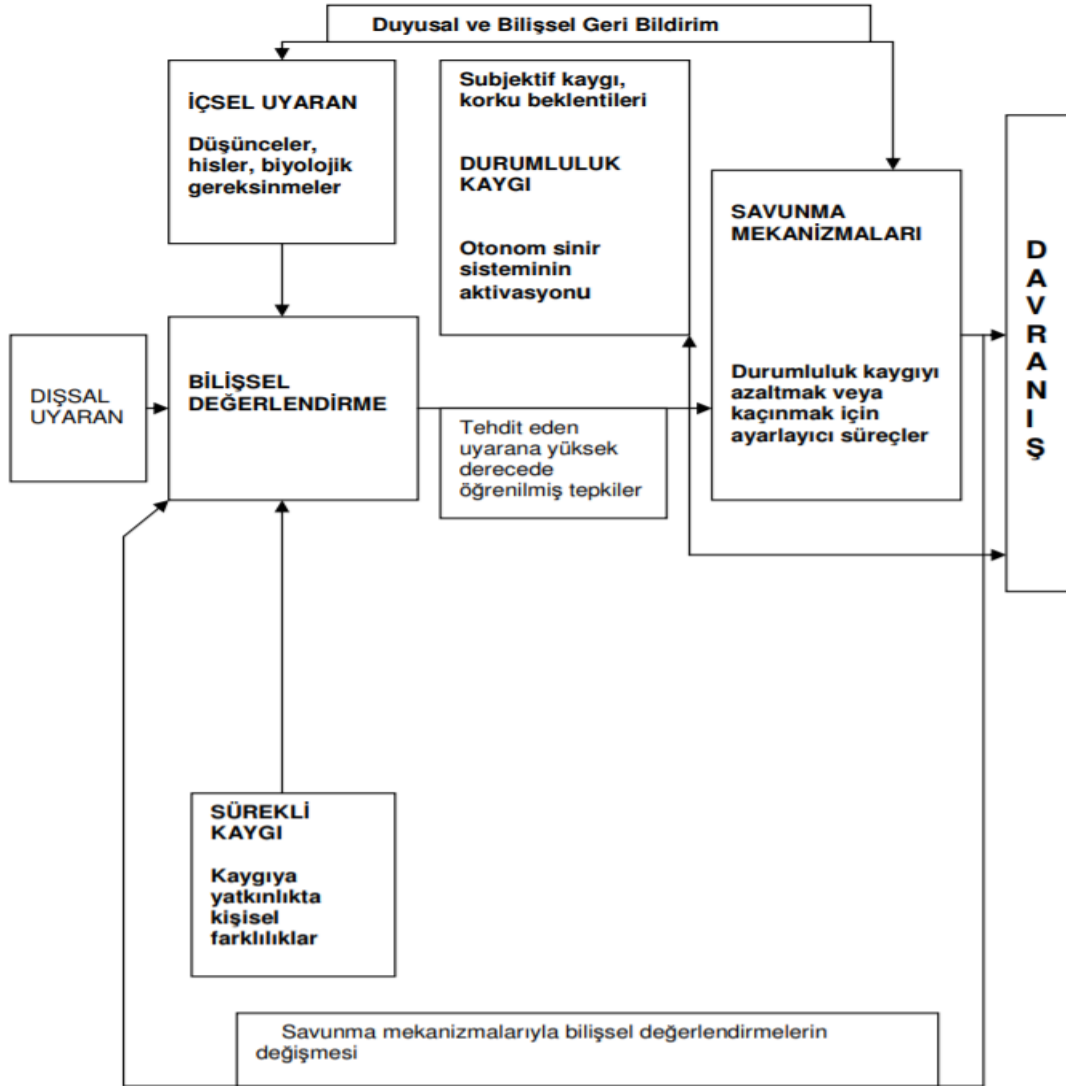 Duyusal ve Bilişsel Geri Bildirim
İÇSEL UYARAN
Düşünceler,
hisler, biyolojik
gereksinmeler
Subjektif kaygı,
korku beklentileri
DURUMLULUK
KAYGI
Otonom sinir
sisteminin
aktivasyonu
SAVUNMA
MEKANİZMALARI
Durumluluk kaygıyı
azaltmak veya
kaçınmak için
ayarlayıcı süreçler
D
A
V
R
A
N
I
Ş
DIŞSAL
UYARAN
BİLİŞSEL
DEĞERLENDİRME
Tehdit eden
uyarana yüksek
derecede
öğrenilmiş tepkiler
SÜREKLİ
KAYGI
Kaygıya
yatkınlıkta
kişisel
farklılıklar
Savunma mekanizmalarıyla bilişsel değerlendirmelerin
değişmesi